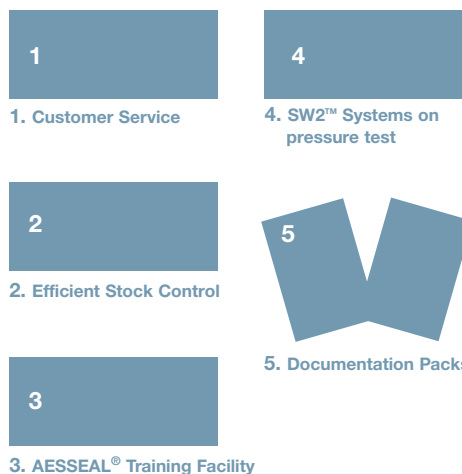 1
1. Customer Service
2
2. Efficient Stock Control
3
3. AESSEAL® Training Facility
4
4. SW2™ Systems on
pressure test
5
5. Documentation Packs